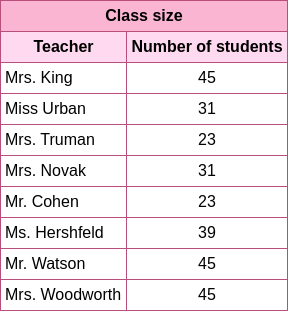 Class size
Teacher Number of students
Mrs. King 45
Miss Urban 31
Mrs. Truman 23
Mrs. Novak 31
Mr. Cohen 23
Ms. Hershfeld 39
Mr. Watson 45
Mrs. Woodworth 45